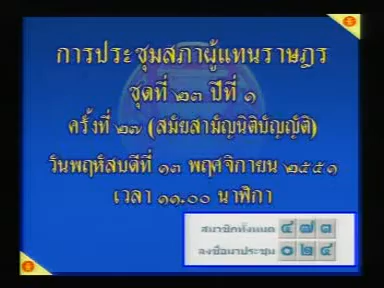 การประชุมสภาผู้แทนราษฎร
ชุดที่ ๒๓ ปีที่ ๑
ครั้งที่ ๒๗ (สมัยสามัญนิติบัญญัติ)
วันพฤหัสบดีที่ ๑๓ พฤศจิกายน ๒๕๕๑
เวลา ๑๑.๐๐ นาฬิกา
สมาชิกทั้งหมด ๔๗๓
ลงชื่อมาประชุม ๐๒๔